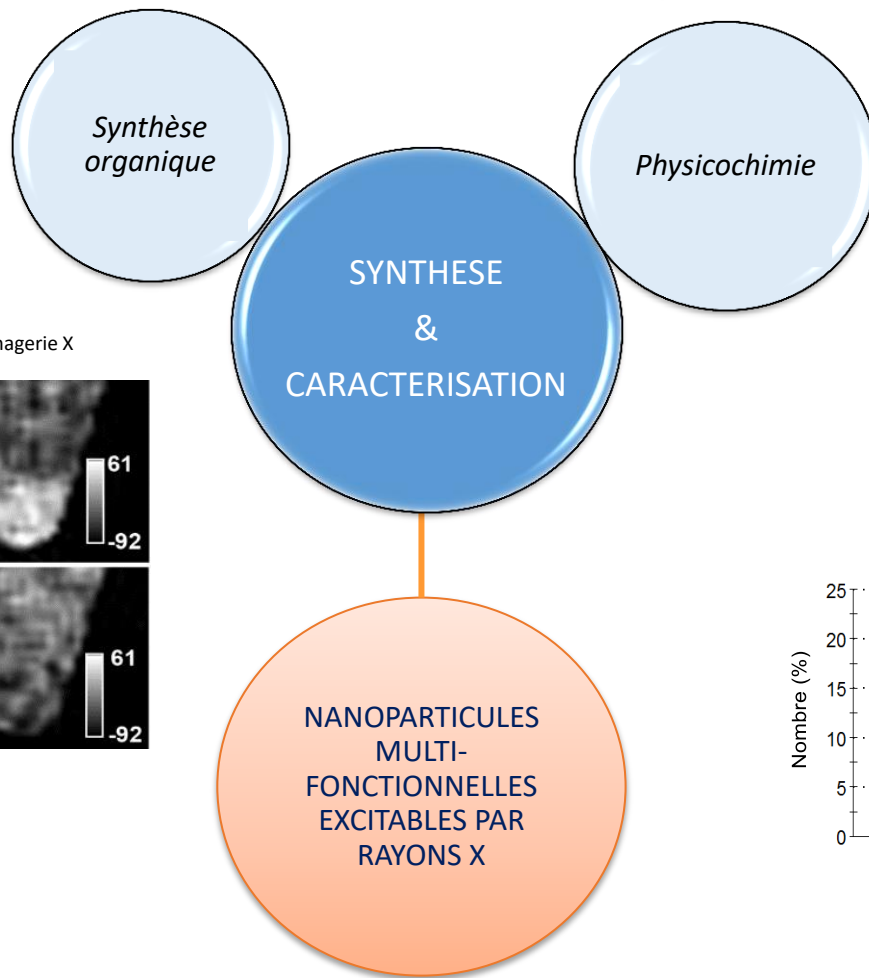 Synthèse
organique
Physicochimie
SYNTHESE
&
CARACTERISATION
nagerie X
61
-92
61
-92
NANOPARTICULES
MULTI-
FONCTIONNELLES
EXCITABLES PAR
RAYONS X
Nombre (%)
25
20
15
10
5
0